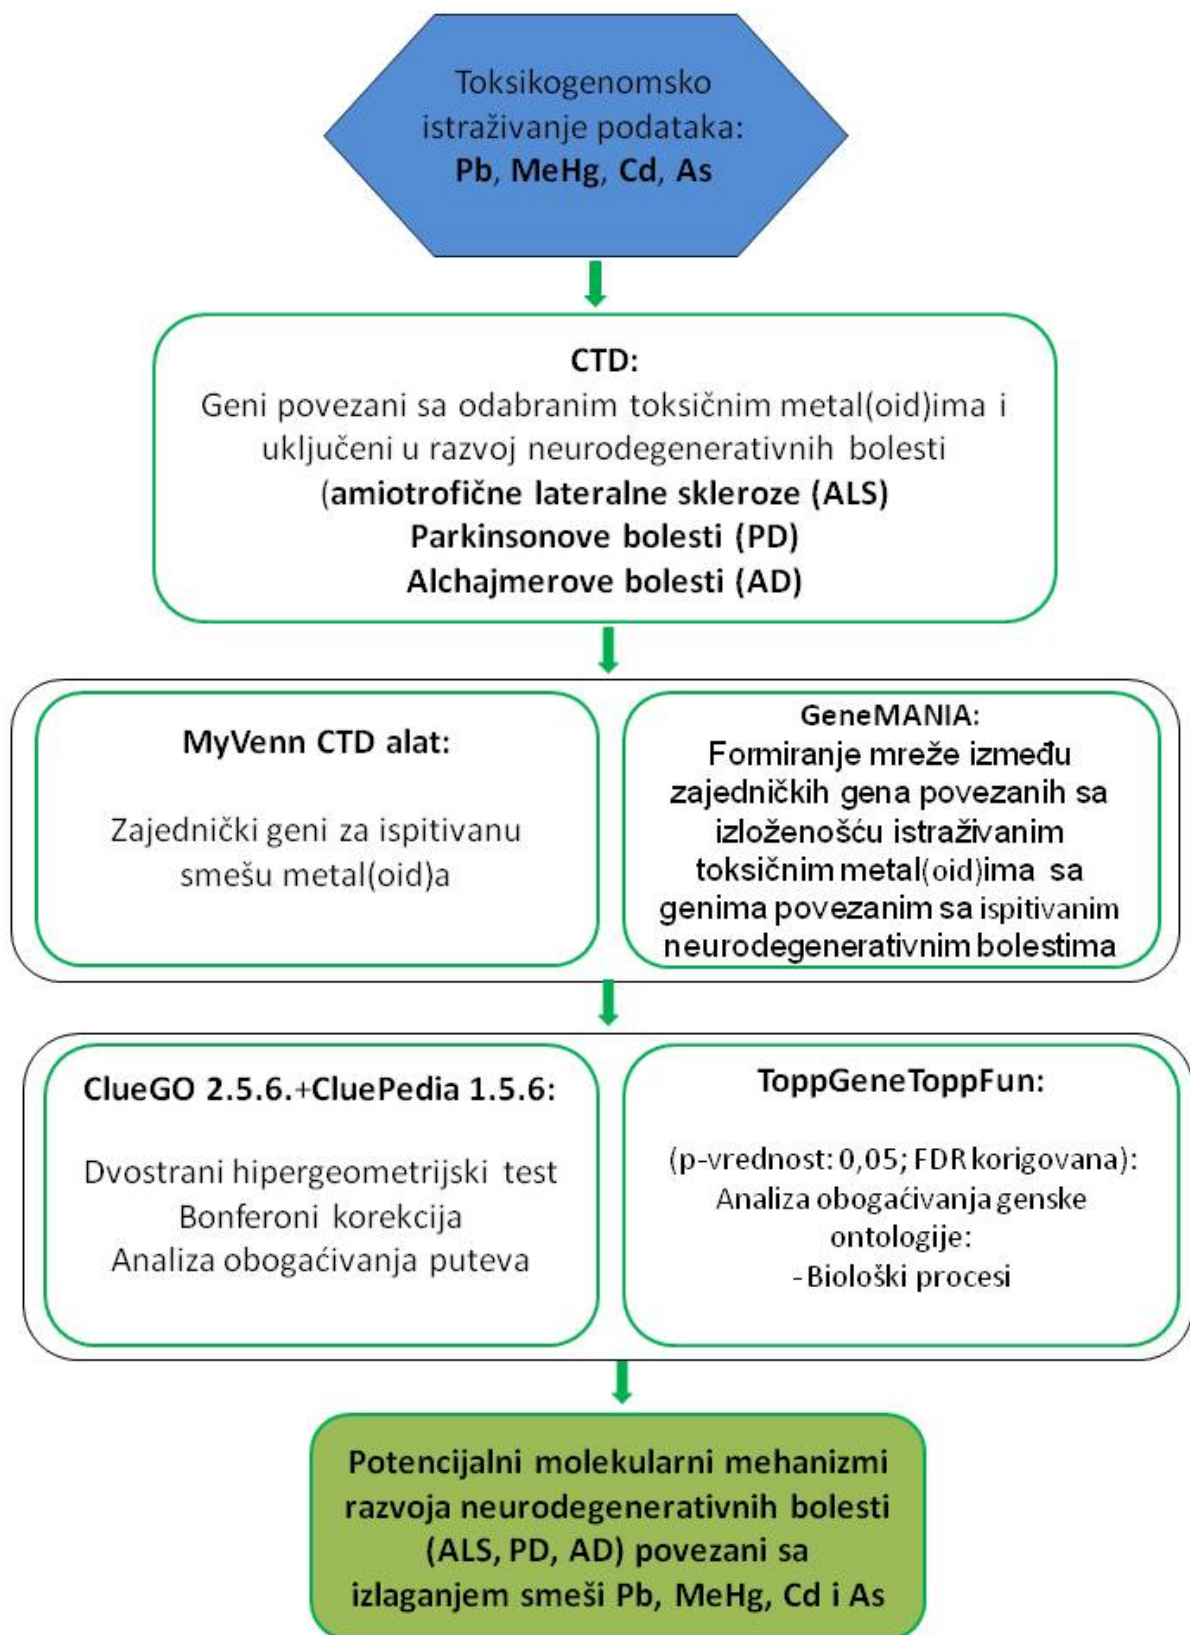 Toksikogenomsko
istraživanje podataka:
Pb, MeHg, Cd, As
CTD:
Geni povezani sa odabranim toksičnim metal(oid)ima i
uključeni u razvoj neurodegenerativnih bolesti
(amiotrofične lateralne skleroze (ALS)
Parkinsonove bolesti (PD)
Alchajmerove bolesti (AD)
MyVenn CTD alat:
Zajednički geni za ispitivanu
smešu metal(oid)a
GeneMANIA:
Formiranje mreže između
zajedničkih gena povezanih sa
izloženošću istraživanim
toksičnim metal(oid)ima sa
genima povezanim sa ispitivanim
neurodegenerativnim bolestima
ClueGO 2.5.6.+CluePedia 1.5.6:
Dvostrani hipergeometrijski test
Bonferoni korekcija
Analiza obogaćivanja puteva
ToppGeneToppFun:
(p-vrednost: 0,05; FDR korigovana):
Analiza obogaćivanja genske
ontologije:
-Biološki procesi
Potencijalni molekularni mehanizmi
razvoja neurodegenerativnih bolesti
(ALS, PD, AD) povezani sa
izlaganjem smeši Pb, MeHg, Cd i As